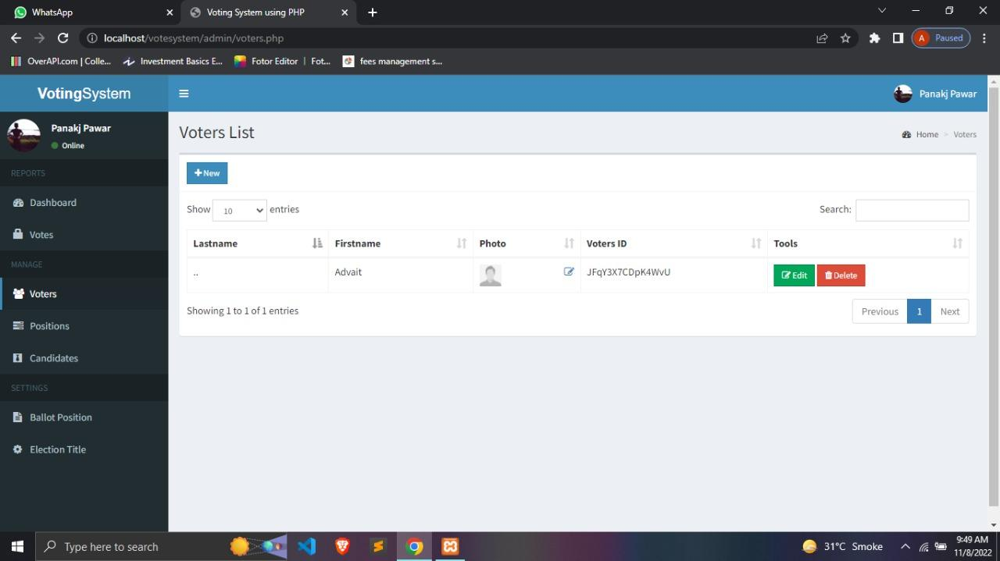 WhatsApp
Voting System using PHP
localhost/votesystem/admin/voters.php
A Paused
OverAPI.com | Colle...
Investment Basics E...
Fotor Editor | Fot...
fees management s...
VotingSystem
Panakj Pawar
Panakj Pawar
Online
Voters List
Home > Voters
REPORTS
New
Dashboard
Show 10 entries
Search:
Votes
Lastname Firstname Photo Voters ID Tools
MANAGE
.. Advait JFqY3X7CDpK4WvU Edit Delete
Voters
Showing 1 to 1 of 1 entries
Previous 1 Next
Positions
Candidates
SETTINGS
Ballot Position
Election Title
Type here to search
31°C Smoke
9:49 AM
11/8/2022